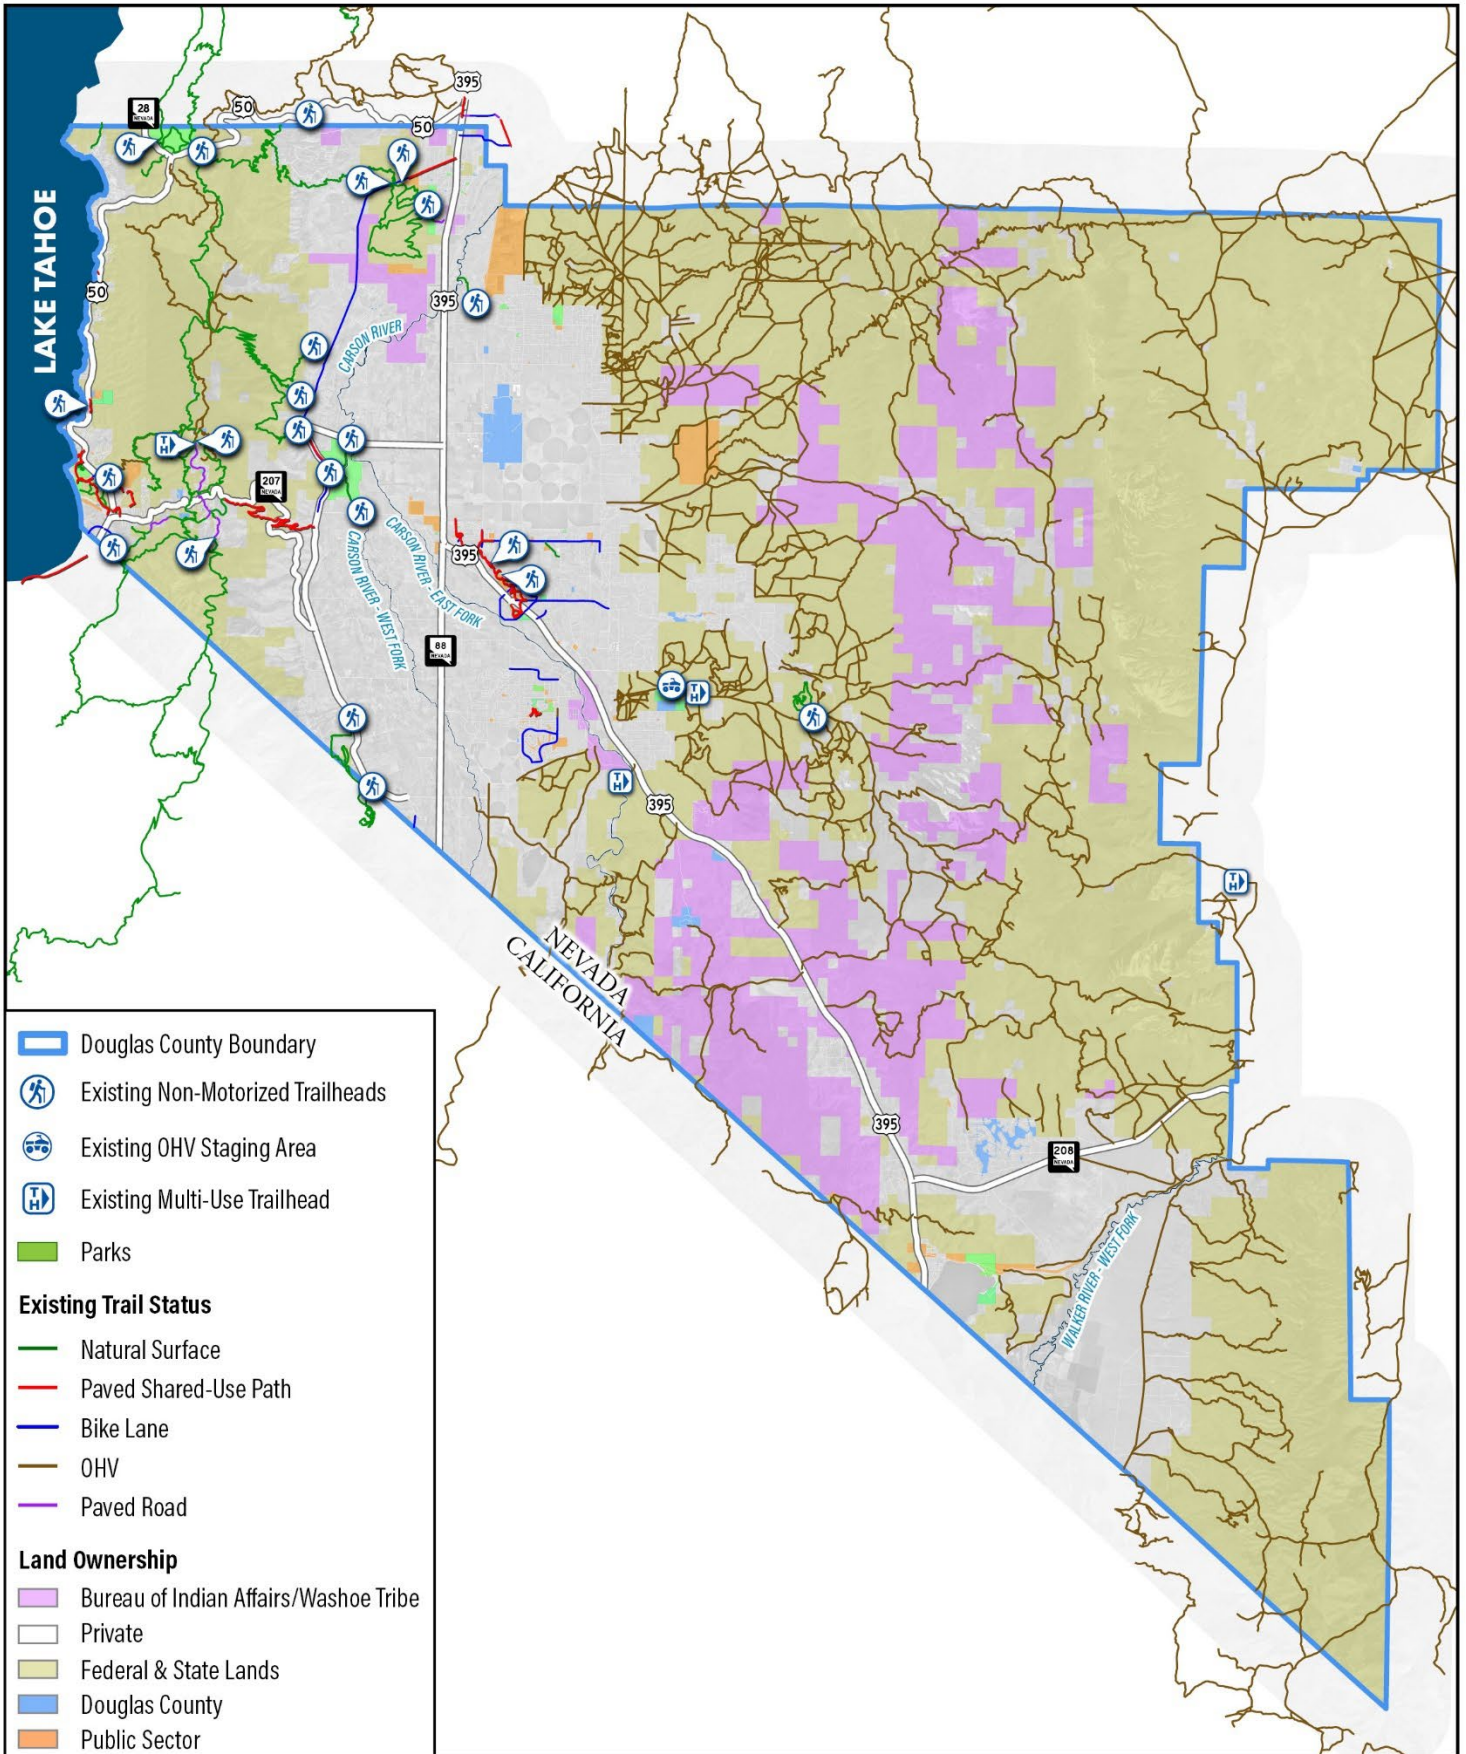 395
28
NEVADA
50
50
LAKE TAHOE
50
395
CARSON RIVER
207
NEVADA
CARSON RIVER - EAST FORK
CARSON RIVER - WEST FORK
395
T
H
88
NEVADA
T
H
T
H
395
T
H
NEVADA
CALIFORNIA
395
208
NEVADA
WALKER RIVER - WEST FORK
Douglas County Boundary
Existing Non-Motorized Trailheads
Existing OHV Staging Area
T
H
Existing Multi-Use Trailhead
Parks
Existing Trail Status
Natural Surface
Paved Shared-Use Path
Bike Lane
OHV
Paved Road
Land Ownership
Bureau of Indian Affairs/Washoe Tribe
Private
Federal & State Lands
Douglas County
Public Sector